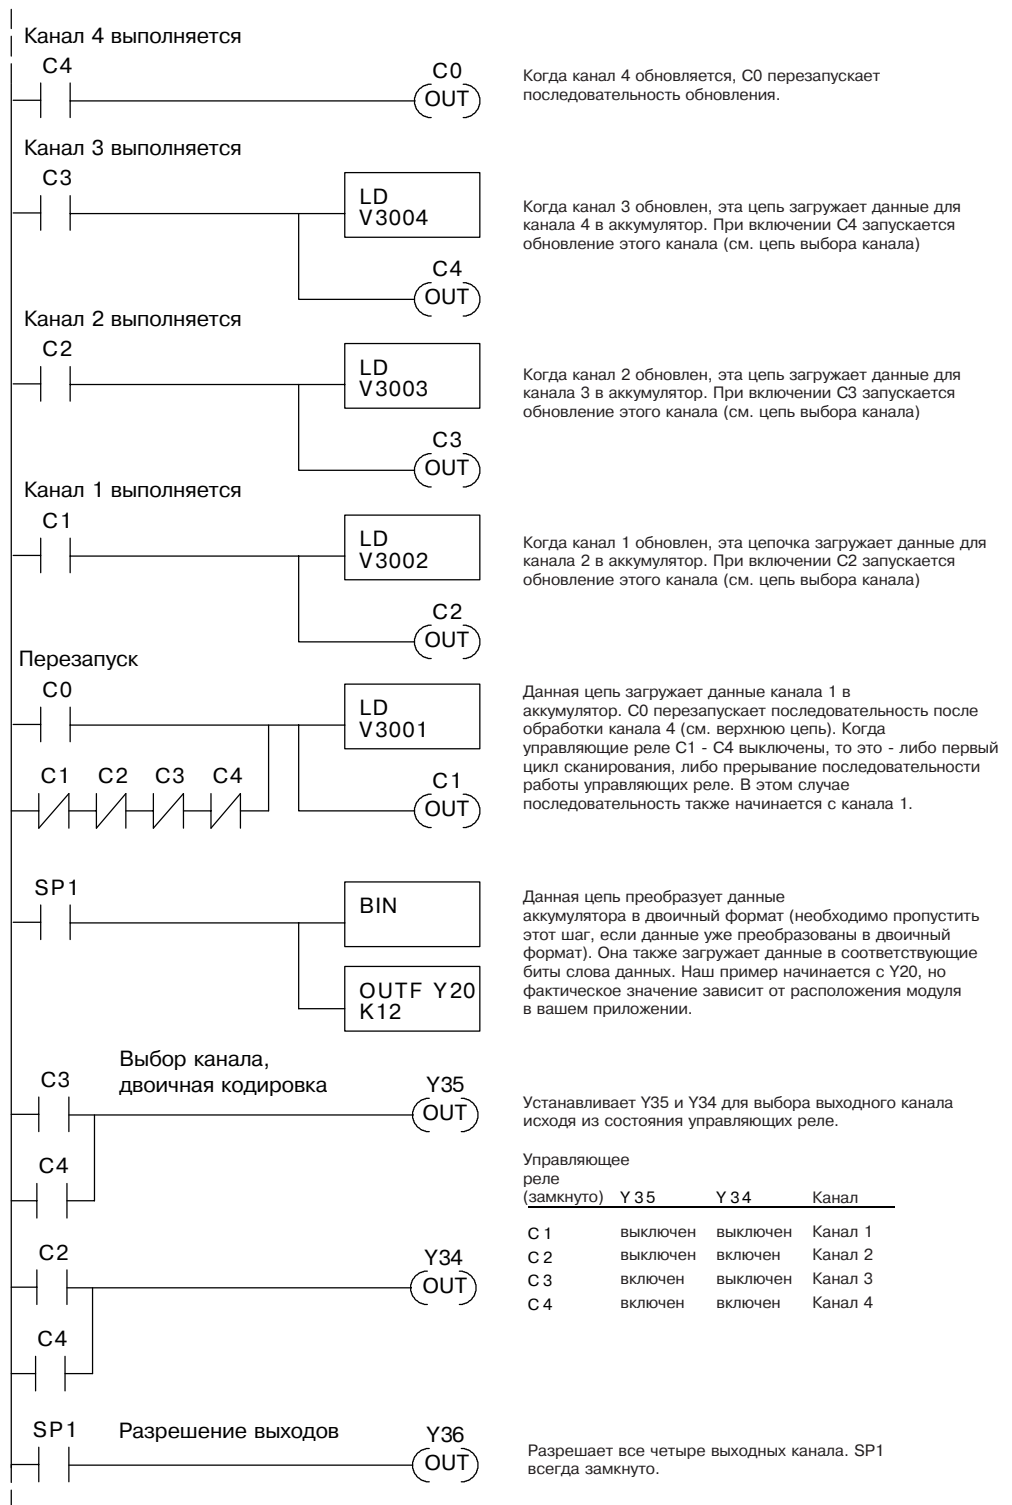 Канал 4 выполняется
C4
C0
OUT
Когда канал 4 обновляется, C0 перезапускает
последовательность обновления.
Канал 3 выполняется
C3
LD
V3004
C4
OUT
Когда канал 3 обновлен, эта цепь загружает данные для
канала 4 в аккумулятор. При включении C4 запускается
обновление этого канала (см. цепь выбора канала)
Канал 2 выполняется
C2
LD
V3003
C3
OUT
Когда канал 2 обновлен, эта цепь загружает данные для
канала 3 в аккумулятор. При включении C3 запускается
обновление этого канала (см. цепь выбора канала)
Канал 1 выполняется
C1
LD
V3002
C2
OUT
Когда канал 1 обновлен, эта цепочка загружает данные для
канала 2 в аккумулятор. При включении C2 запускается
обновление этого канала (см. цепь выбора канала)
Перезапуск
C0
LD
V3001
C1 C2 C3 C4
C1
OUT
Данная цепь загружает данные канала 1 в
аккумулятор. C0 перезапускает последовательность после
обработки канала 4 (см. верхнюю цепь). Когда
управляющие реле C1 - C4 выключены, то это - либо первый
цикл сканирования, либо прерывание последовательности
работы управляющих реле. В этом случае
последовательность также начинается с канала 1.
SP1
BIN
OUTF Y20
K12
Данная цепь преобразует данные
аккумулятора в двоичный формат (необходимо пропустить
этот шаг, если данные уже преобразованы в двоичный
формат). Она также загружает данные в соответствующие
биты слова данных. Наш пример начинается с Y20, но
фактическое значение зависит от расположения модуля
в вашем приложении.
Выбор канала,
двоичная кодировка
C3
Y35
OUT
C4
Устанавливает Y35 и Y34 для выбора выходного канала
исходя из состояния управляющих реле.
Управляющее
реле
(замкнуто) Y35 Y34 Канал
C1 выключен выключен Канал 1
C2 выключен включен Канал 2
C3 включен выключен Канал 3
C4 включен включен Канал 4
C2
Y34
OUT
C4
SP1
Разрешение выходов
Y36
OUT
Разрешает все четыре выходных канала. SP1
всегда замкнуто.